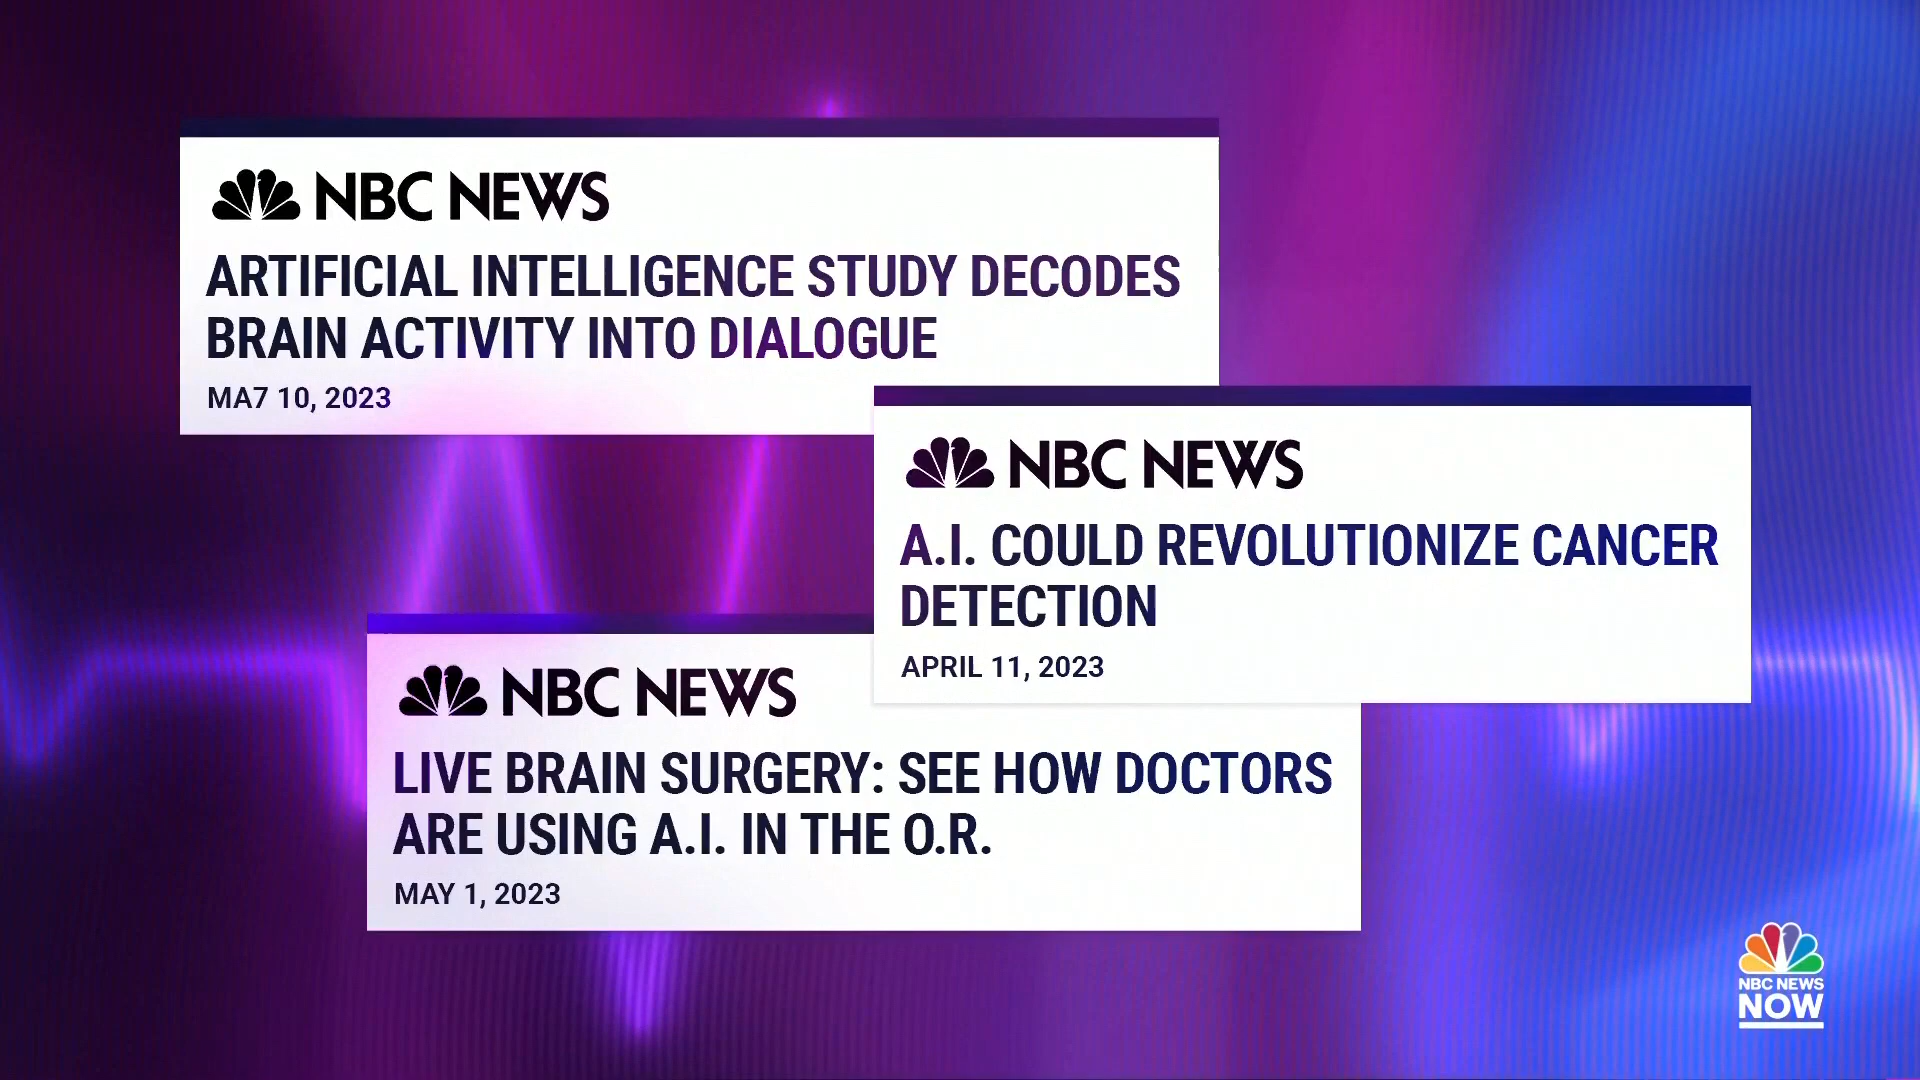 NBC NEWS
ARTIFICIAL INTELLIGENCE STUDY DECODES
BRAIN ACTIVITY INTO DIALOGUE
MA7 10, 2023
NBC NEWS
A.I. COULD REVOLUTIONIZE CANCER
DETECTION
APRIL 11, 2023
NBC NEWS
LIVE BRAIN SURGERY: SEE HOW DOCTORS
ARE USING A.I. IN THE O.R.
MAY 1, 2023
NBC NEWS
NOW